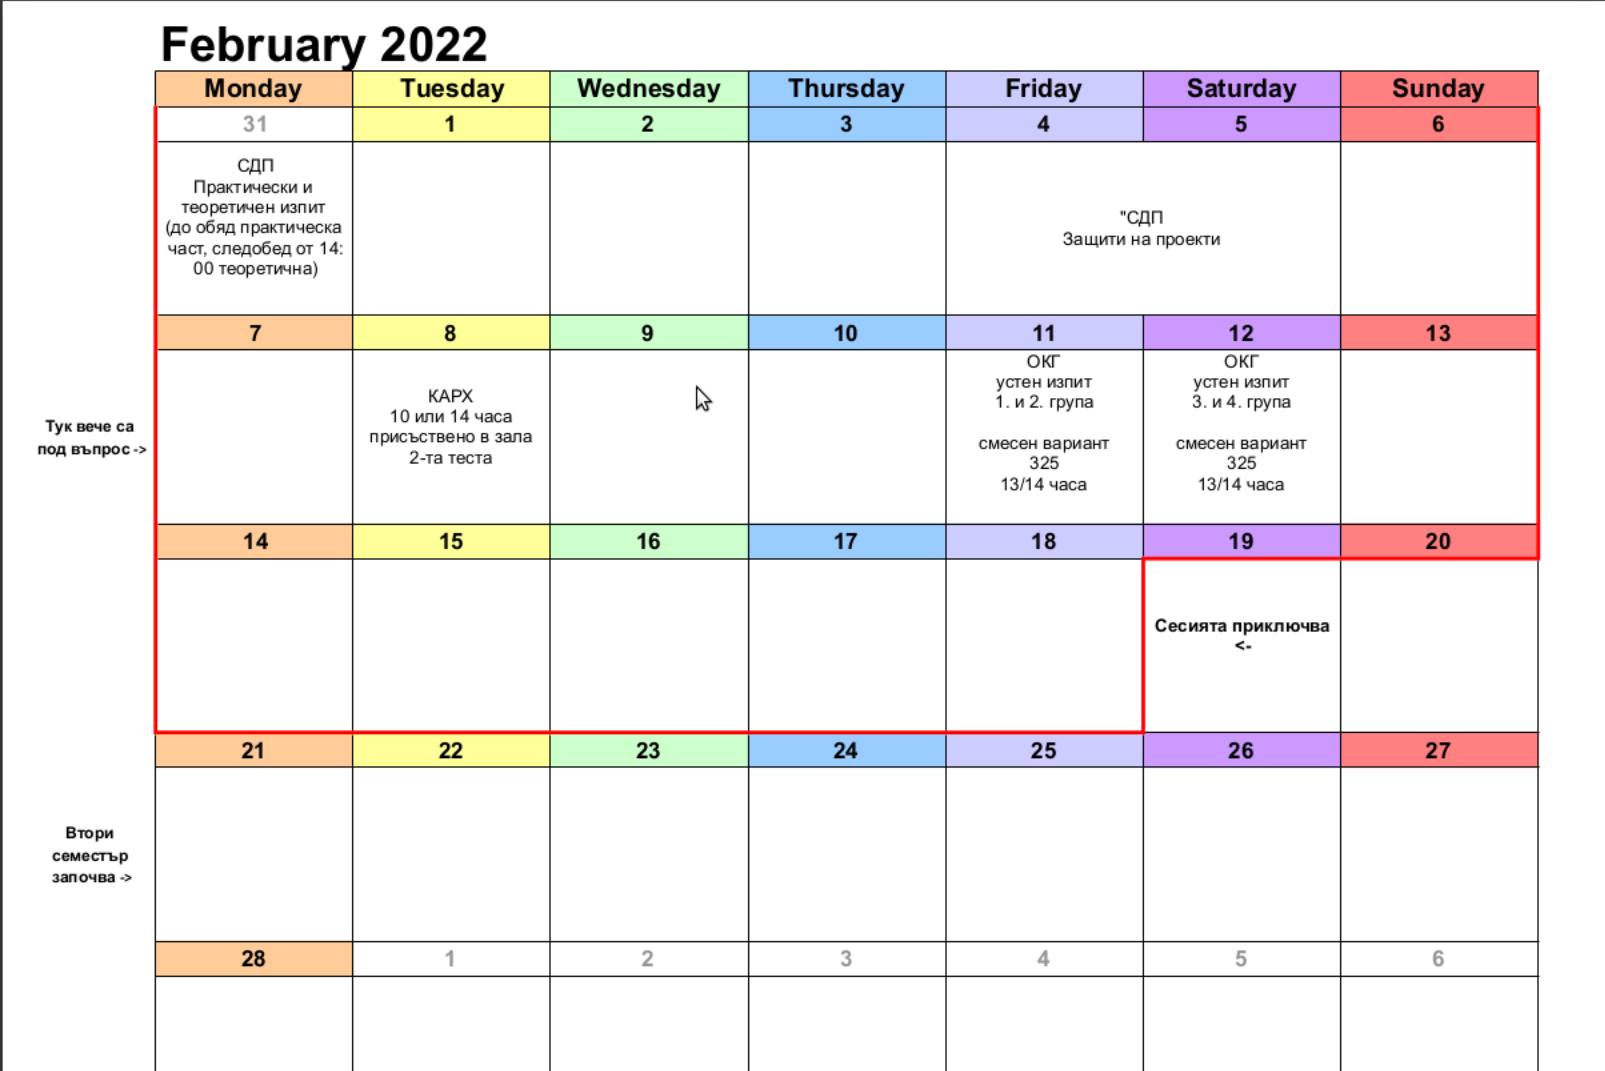 February 2022
Monday Tuesday Wednesday Thursday Friday Saturday Sunday
31 1 2 3 4 5 6
СДП
Практически и
теоретичен изпит
(до обяд практическа
част, следобед от 14:
00 теоретична)
"СДП
Защити на проекти
7 8 9 10 11 12 13
Тук вече са
под въпрос ->
КАРХ
10 или 14 часа
присъствено в зала
2-та теста
ОКГ
устен изпит
1. и 2. група
смесен вариант
325
13/14 часа
ОКГ
устен изпит
3. и 4. група
смесен вариант
325
13/14 часа
14 15 16 17 18 19 20
Сесията приключва
<-
21 22 23 24 25 26 27
Втори
семестър
започва ->
28 1 2 3 4 5 6